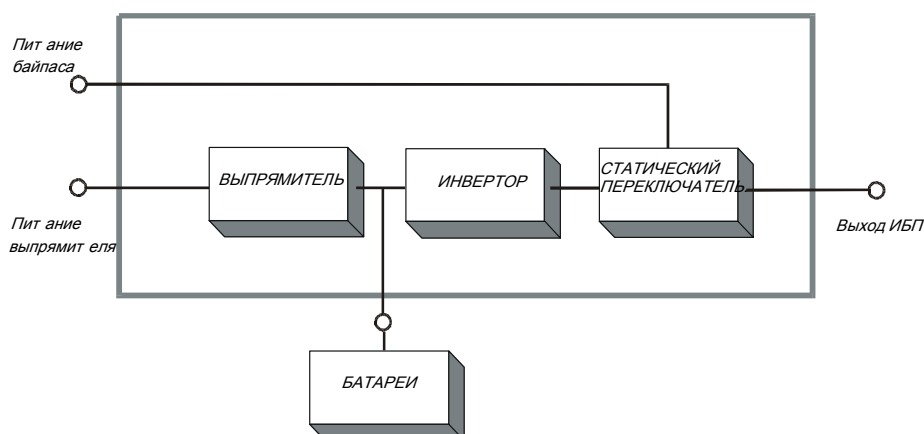 Пит ание
байпаса
ВЫПРЯМИТЕЛЬ
ИНВЕРТОР
СТАТИЧЕСКИЙ
ПЕРЕКЛЮЧАТЕЛЬ
Пит ание
выпрямит еля
Выход ИБП
БАТАРЕИ